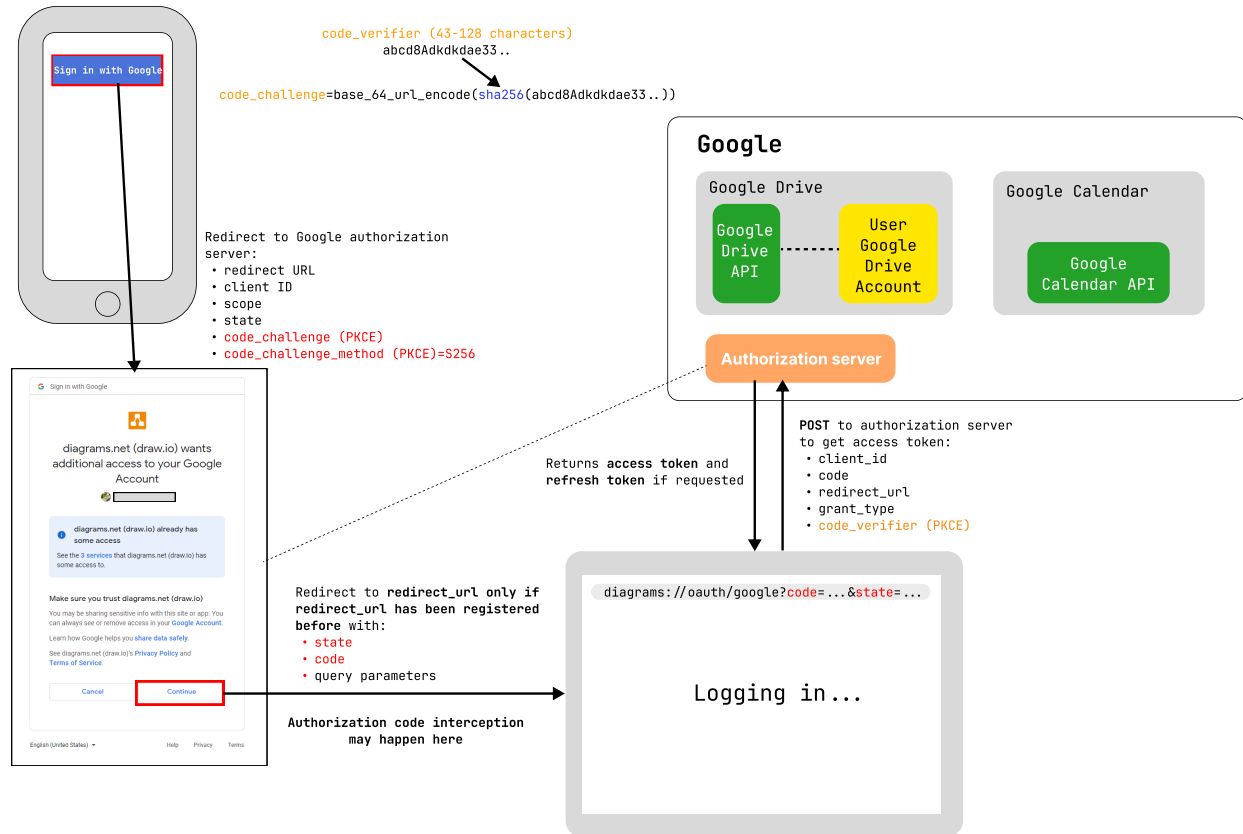 Sign in with Google
code_verifier (43-128 characters)
abcd8Adkdkdae33..
code_challenge=base_64_url_encode(sha256(abcd8Adkdkdae33..))
Google
Google Drive
Google
Drive
API
User
Google
Drive
Account
Google Calendar
Google
Calendar API
Authorization server
Redirect to Google authorization
server:
• redirect URL
• client ID
• scope
• state
• code_challenge (PKCE)
• code_challenge_method (PKCE)=S256
G Sign in with Google
diagrams.net (draw.io) wants
additional access to your Google
Account
diagrams.net (draw.io) already has
some access
See the 3 services that diagrams.net (draw.io) has
some access to.
Make sure you trust diagrams.net (draw.io)
You may be sharing sensitive info with this site or app. You
can always see or remove access in your Google Account.
Learn how Google helps you share data safely.
See diagrams.net (draw.io)'s Privacy Policy and
Terms of Service.
Cancel
Continue
English (United States)
Help
Privacy
Terms
Returns access token and
refresh token if requested
POST to authorization server
to get access token:
• client_id
• code
• redirect_url
• grant_type
• code_verifier (PKCE)
Redirect to redirect_url only if
redirect_url has been registered
before with:
• state
• code
• query parameters
Authorization code interception
may happen here
diagrams://oauth/google?code=...&state=...
Logging in...